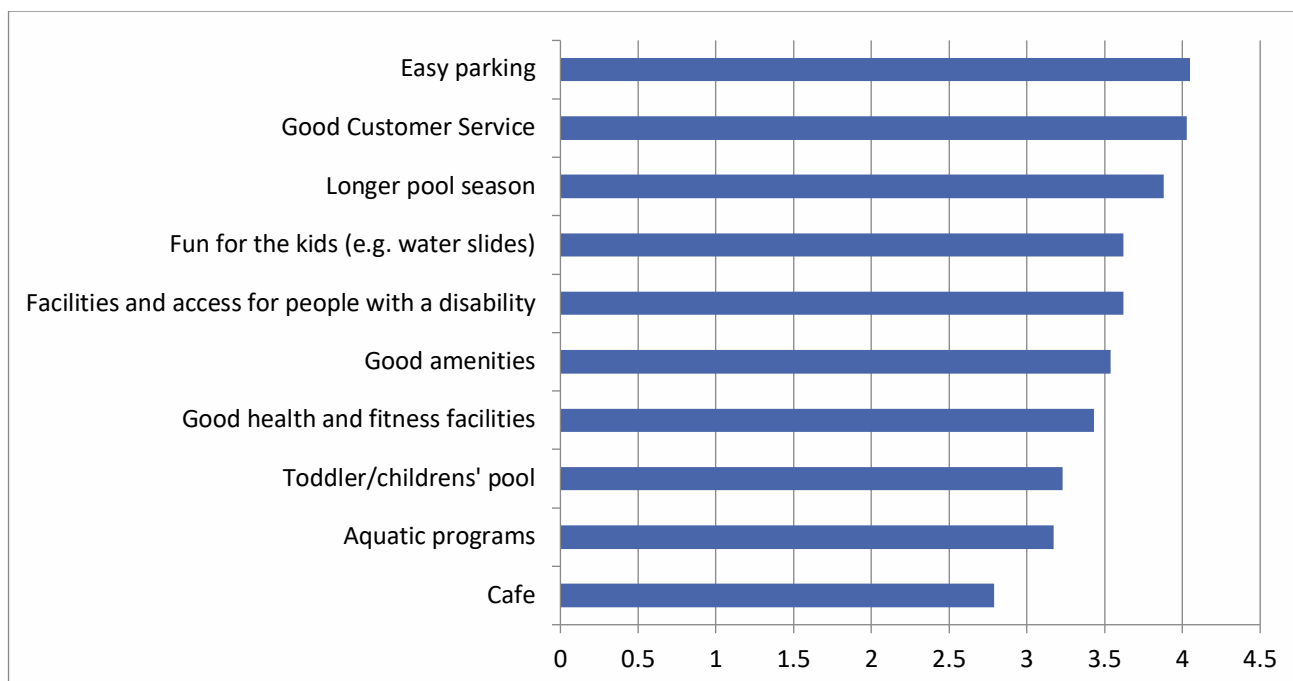 Easy parking
Good Customer Service
Longer pool season
Fun for the kids (e.g. water slides)
Facilities and access for people with a disability
Good amenities
Good health and fitness facilities
Toddler/childrens' pool
Aquatic programs
Cafe
0 0.5 1 1.5 2 2.5 3 3.5 4 4.5